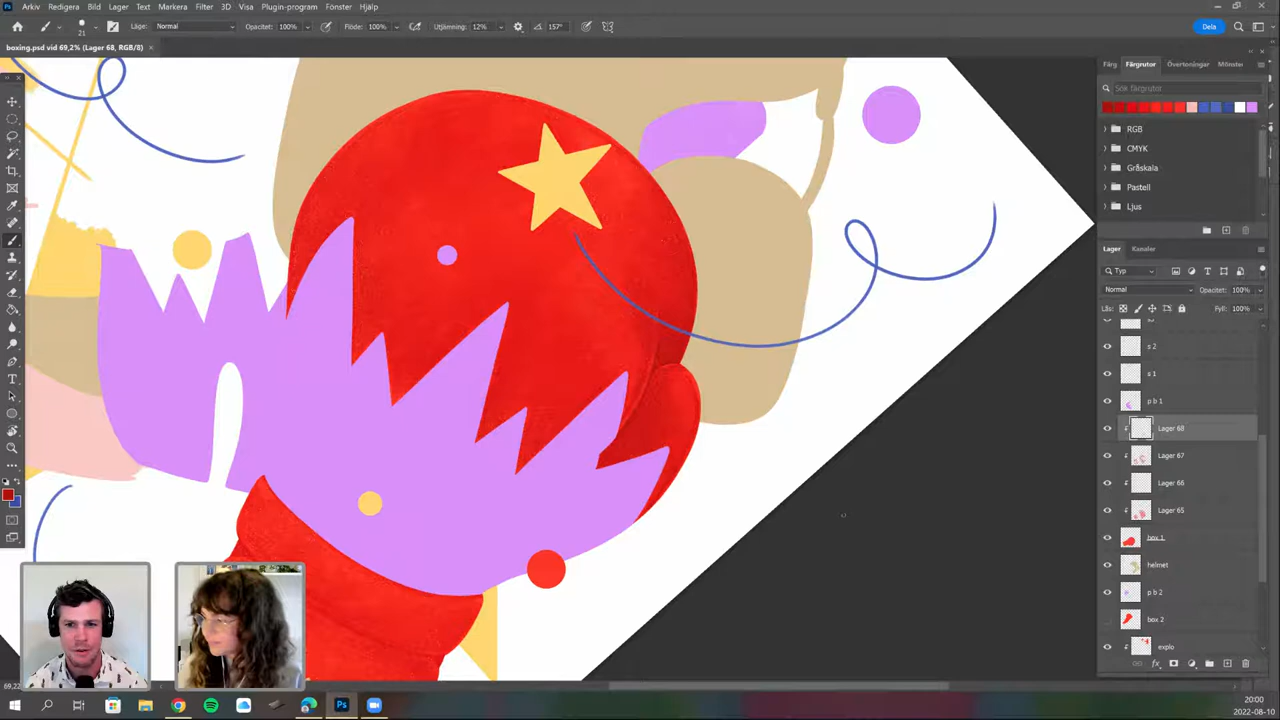 Arkiv Redigera Bild Lager Text Markera Filter 3D Visa Plugin-program Fönster Hjälp
21 Läge: Normal Opacitet: 100% Flöde: 100% Utjämning: 12% 157° Dela
boxing.psd vid 69,2% (Lager 68, RGB/8)
Färg Färgrutor Övertoningar Mönster
Sök färgrutor
RGB
CMYK
Gråskala
Pastell
Ljus
Lager Kanaler
Typ
Normal Opacitet: 100%
Lås: Fyll: 100%
s 2
s 1
p b 1
Lager 68
Lager 67
Lager 66
Lager 65
box 1
helmet
p b 2
box 2
explo
fx
20:00
2022-08-10